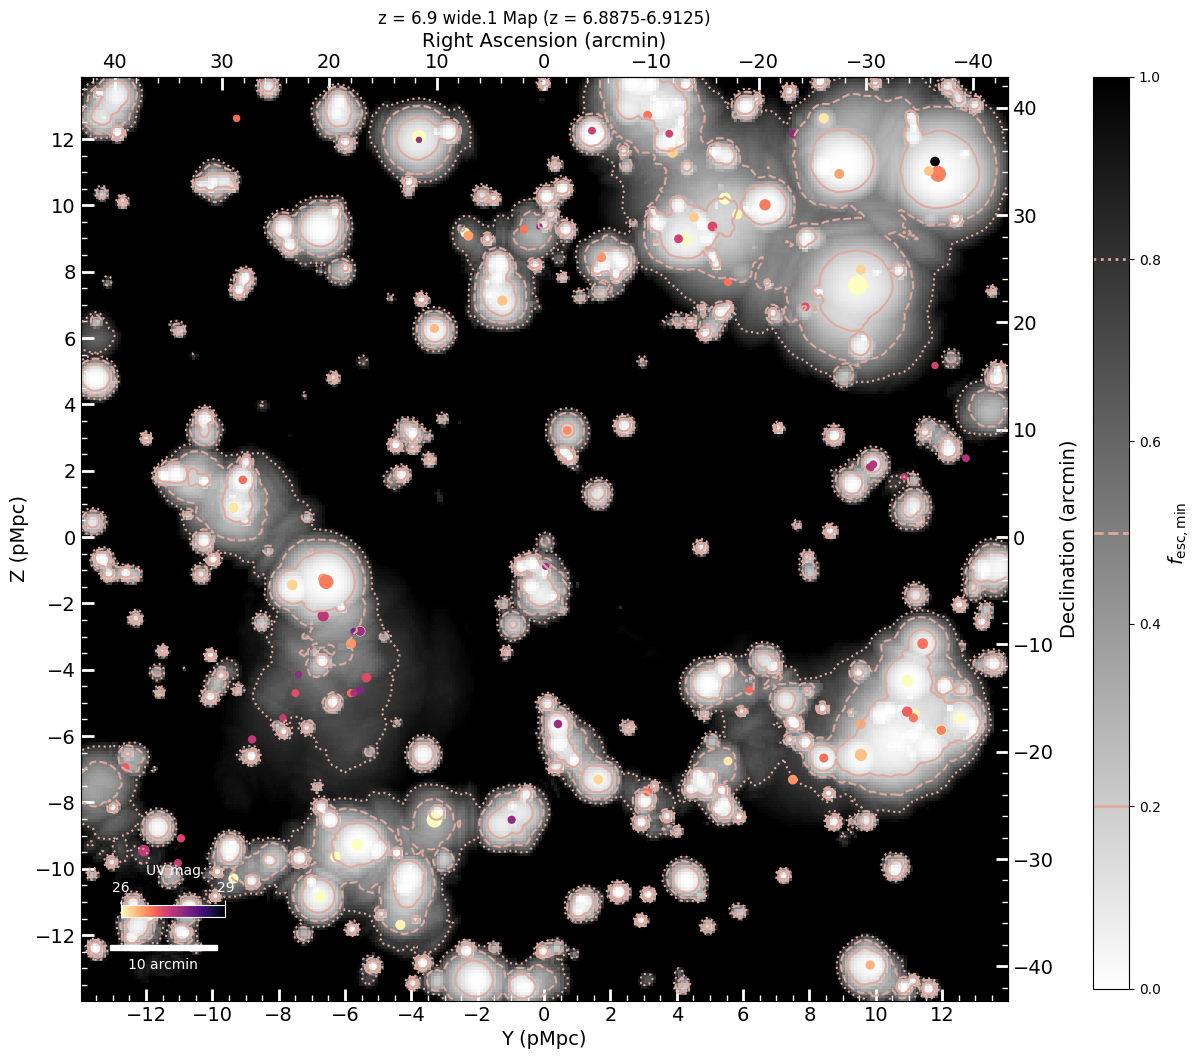 z = 6.9 wide.1 Map (z = 6.8875-6.9125)
Right Ascension (arcmin)
40 30 20 10 0 −10 −20 −30 −40
12 10 8 6 4 2 0 −2 −4 −6 −8 −10 −12
Z (pMpc)
40 30 20 10 0 −10 −20 −30 −40
Declination (arcmin)
1.0 0.8 0.6 0.4 0.2 0.0
fesc,min
UV mag
26 29
10 arcmin
−12 −10 −8 −6 −4 −2 0 2 4 6 8 10 12
Y (pMpc)